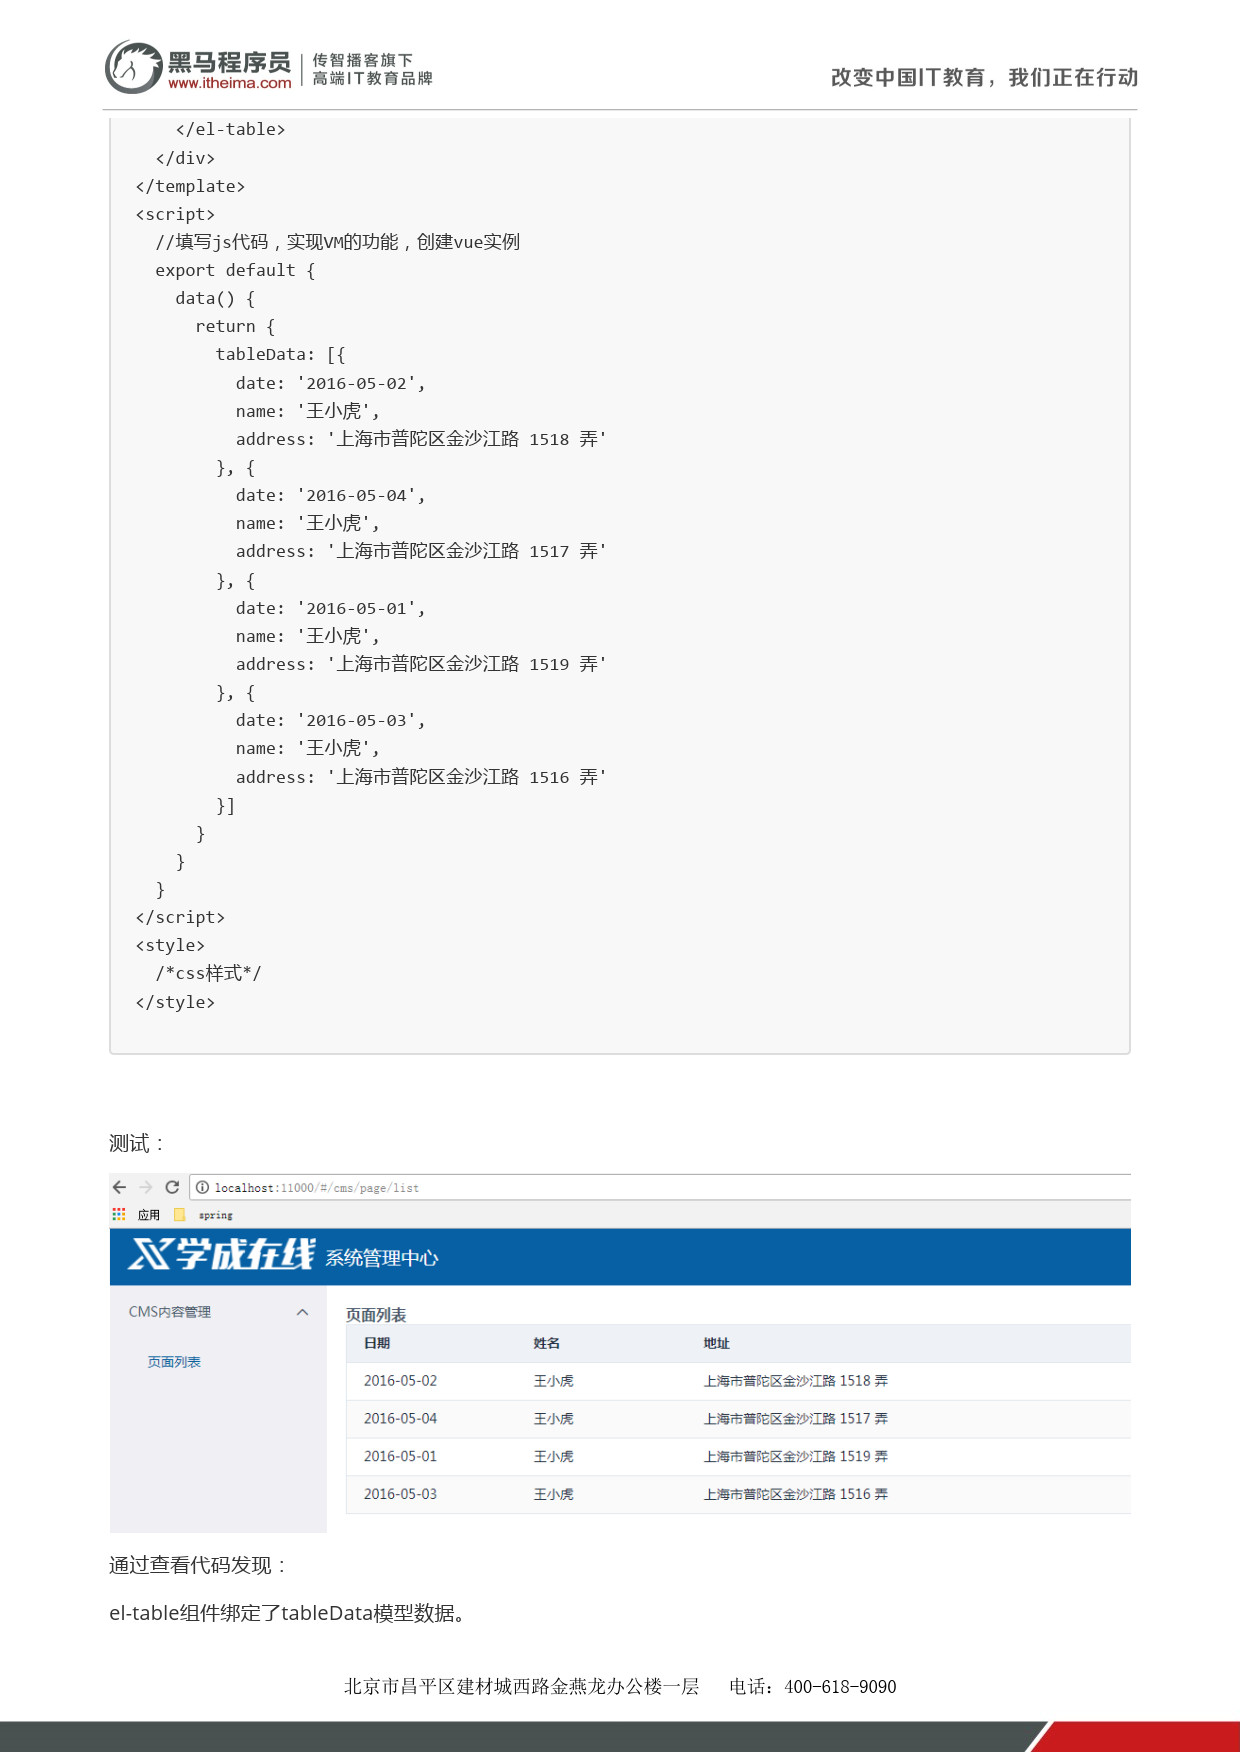 黑马程序员
www.itheima.com
传智播客旗下
高端IT教育品牌
改变中国IT教育，我们正在行动
    </el-table>
  </div>
</template>
<script>
  //填写js代码，实现VM的功能，创建vue实例
  export default {
    data() {
      return {
        tableData: [{
          date: '2016-05-02',
          name: '王小虎',
          address: '上海市普陀区金沙江路 1518 弄'
        }, {
          date: '2016-05-04',
          name: '王小虎',
          address: '上海市普陀区金沙江路 1517 弄'
        }, {
          date: '2016-05-01',
          name: '王小虎',
          address: '上海市普陀区金沙江路 1519 弄'
        }, {
          date: '2016-05-03',
          name: '王小虎',
          address: '上海市普陀区金沙江路 1516 弄'
        }]
      }
    }
  }
</script>
<style>
  /*css样式*/
</style>
测试：
localhost:11000/#/cms/page/list
应用 spring
X学成在线 系统管理中心
CMS内容管理
页面列表
页面列表
日期 姓名 地址
2016-05-02 王小虎 上海市普陀区金沙江路 1518 弄
2016-05-04 王小虎 上海市普陀区金沙江路 1517 弄
2016-05-01 王小虎 上海市普陀区金沙江路 1519 弄
2016-05-03 王小虎 上海市普陀区金沙江路 1516 弄
通过查看代码发现：
el-table组件绑定了tableData模型数据。
北京市昌平区建材城西路金燕龙办公楼一层 电话：400-618-9090